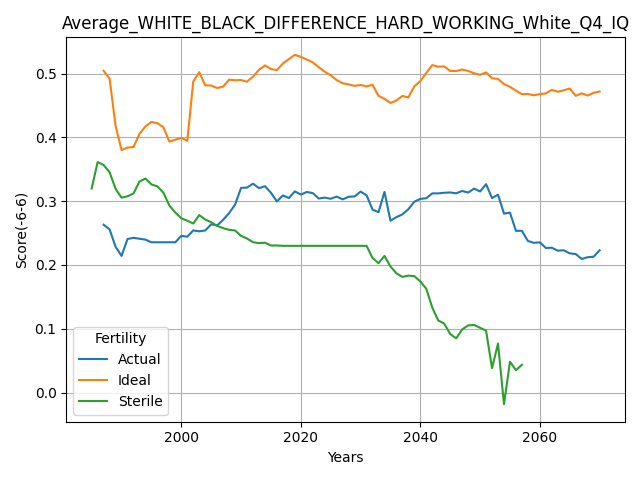 Average_WHITE_BLACK_DIFFERENCE_HARD_WORKING_White_Q4_IQ
Score(-6-6)
0.5
0.4
0.3
0.2
0.1
0.0
Fertility
Actual
Ideal
Sterile
2000
2020
2040
2060
Years